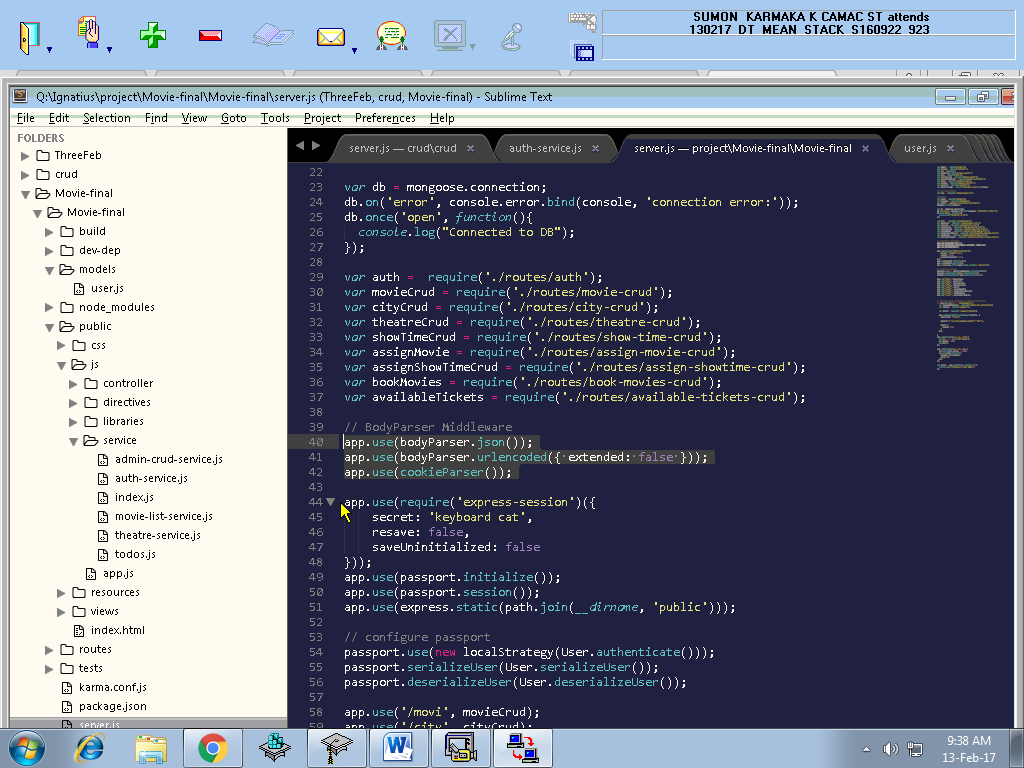 SUMON KARMAKA K CAMAC ST attends
130217_DT_MEAN_STACK_S160922_923
Q:\Ignatius\project\Movie-final\Movie-final\server.js (ThreeFeb, crud, Movie-final) - Sublime Text
File Edit Selection Find View Goto Tools Project Preferences Help
FOLDERS
ThreeFeb
crud
Movie-final
Movie-final
build
dev-dep
models
user.js
node_modules
public
css
js
controller
directives
libraries
service
admin-crud-service.js
auth-service.js
index.js
movie-list-service.js
theatre-service.js
todos.js
app.js
resources
views
index.html
routes
tests
karma.conf.js
package.json
server.js
server.js — crud\crud
auth-service.js
server.js — project\Movie-final\Movie-final
user.js
22
23 var db = mongoose.connection;
24 db.on('error', console.error.bind(console, 'connection error:'));
25 db.once('open', function(){
26 console.log("Connected to DB");
27 });
28
29 var auth = require('./routes/auth');
30 var movieCrud = require('./routes/movie-crud');
31 var cityCrud = require('./routes/city-crud');
32 var theatreCrud = require('./routes/theatre-crud');
33 var showTimeCrud = require('./routes/show-time-crud');
34 var assignMovie = require('./routes/assign-movie-crud');
35 var assignShowTimeCrud = require('./routes/assign-showtime-crud');
36 var bookMovies = require('./routes/book-movies-crud');
37 var availableTickets = require('./routes/available-tickets-crud');
38
39 // BodyParser Middleware
40 app.use(bodyParser.json());
41 app.use(bodyParser.urlencoded({ extended: false }));
42 app.use(cookieParser());
43
44 app.use(require('express-session')({
45 secret: 'keyboard cat',
46 resave: false,
47 saveUninitialized: false
48 }));
49 app.use(passport.initialize());
50 app.use(passport.session());
51 app.use(express.static(path.join(__dirname, 'public')));
52
53 // configure passport
54 passport.use(new localStrategy(User.authenticate()));
55 passport.serializeUser(User.serializeUser());
56 passport.deserializeUser(User.deserializeUser());
57
58 app.use('/movi', movieCrud);
59 app.use('/city', cityCrud);
9:38 AM
13-Feb-17